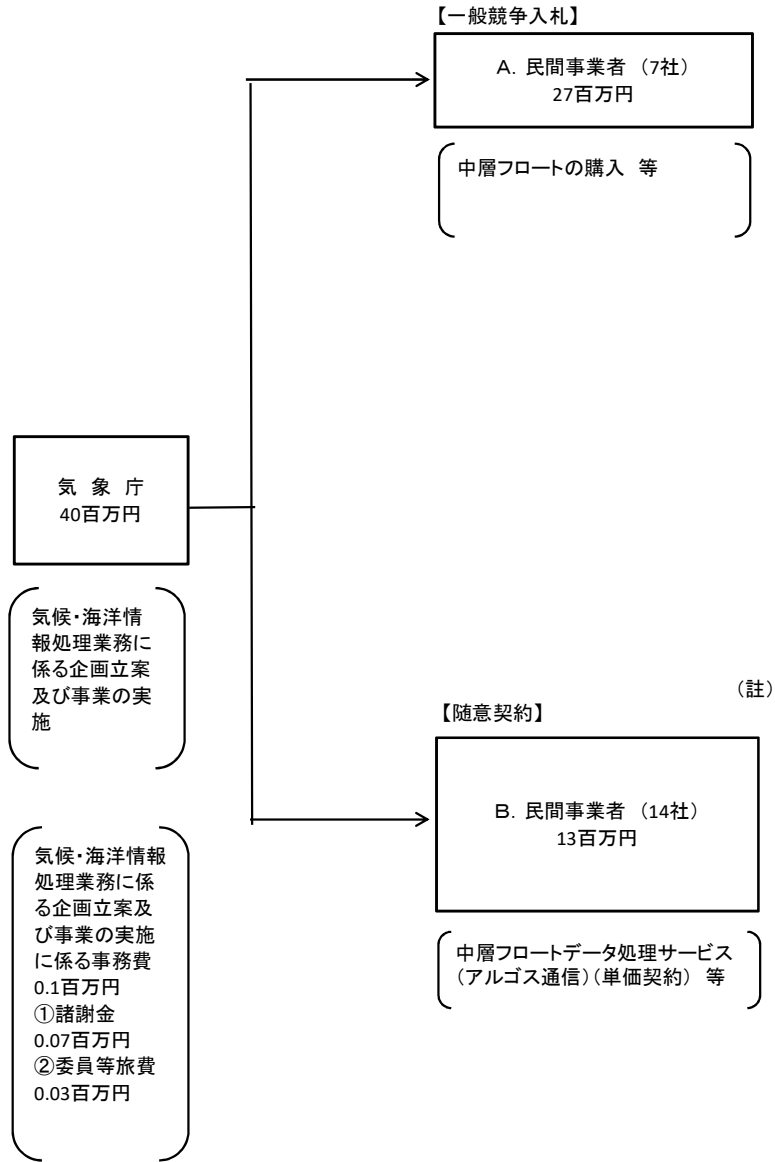 【一般競争入札】
A. 民間事業者 (7社)
27百万円
中層フロートの購入 等
気 象 庁
40百万円
気候・海洋情
報処理業務に
係る企画立案
及び事業の実
施
(註)
【随意契約】
B. 民間事業者 (14社)
13百万円
中層フロートデータ処理サービス
(アルゴス通信)(単価契約) 等
気候・海洋情報
処理業務に係
る企画立案及
び事業の実施
に係る事務費
0.1百万円
①諸謝金
0.07百万円
②委員等旅費
0.03百万円